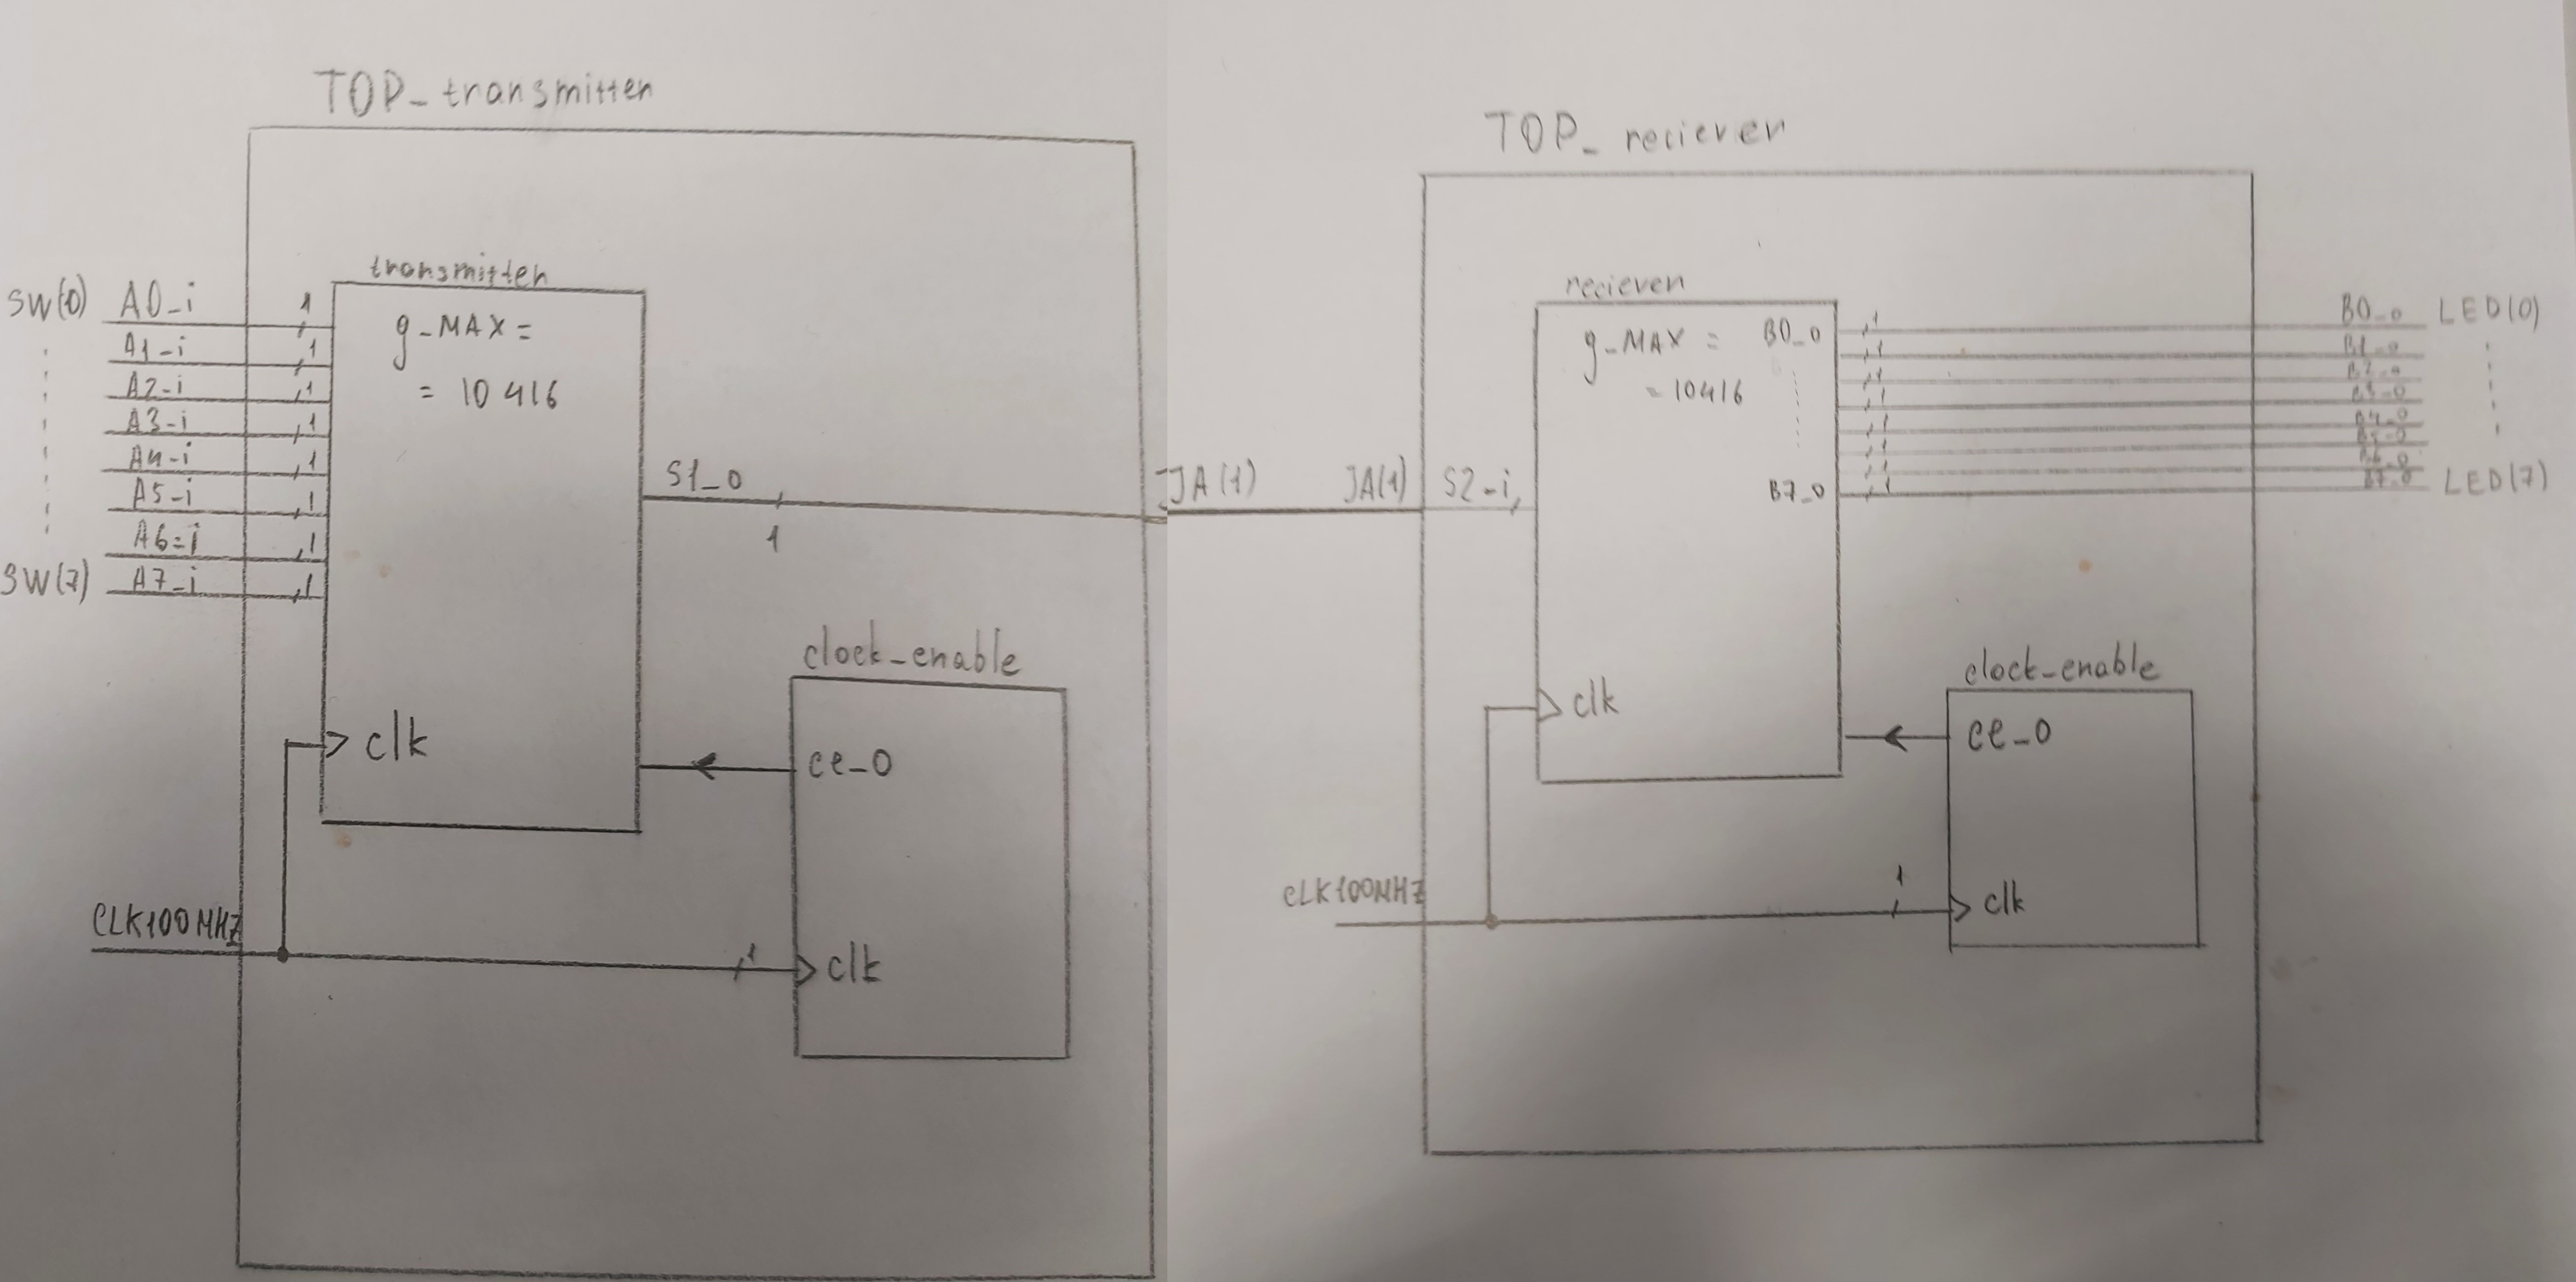 TOP_transmitter
transmitter
g_MAX =
= 10 416
SW(0) A0_i 1
A1_i 1
A2_i 1
A3_i 1
A4_i 1
A5_i 1
A6_i 1
SW(7) A7_i 1
S1_o
1
JA(1)
clock_enable
ce_o
clk
CLK100MHZ
1 clk
TOP_reciever
reciever
g_MAX = B0_o
= 10416
B7_o
JA(1) S2_i
1
1
1
1
1
1
1
1
B0_o LED(0)
B1_o
B2_o
B3_o
B4_o
B6_o
B7_o LED(7)
clk
clock_enable
ce_o
CLK100MHZ
1
clk